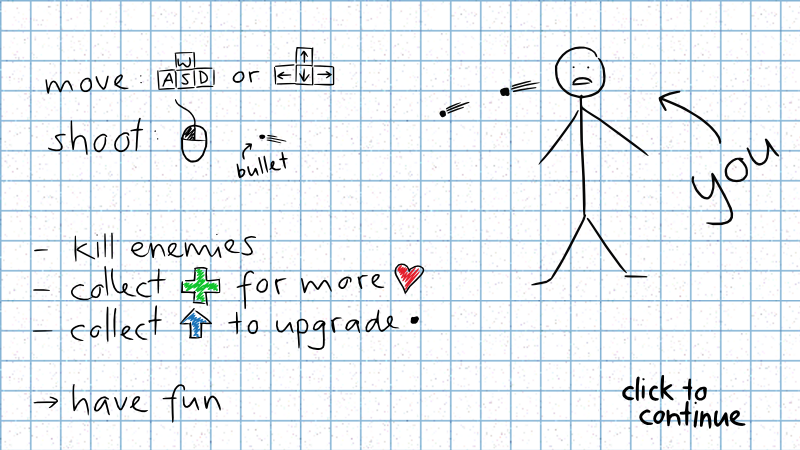 move: W A S D or ↑ ← ↓ →
shoot:
bullet
you
- kill enemies
- collect for more
- collect to upgrade
→ have fun
click to
continue